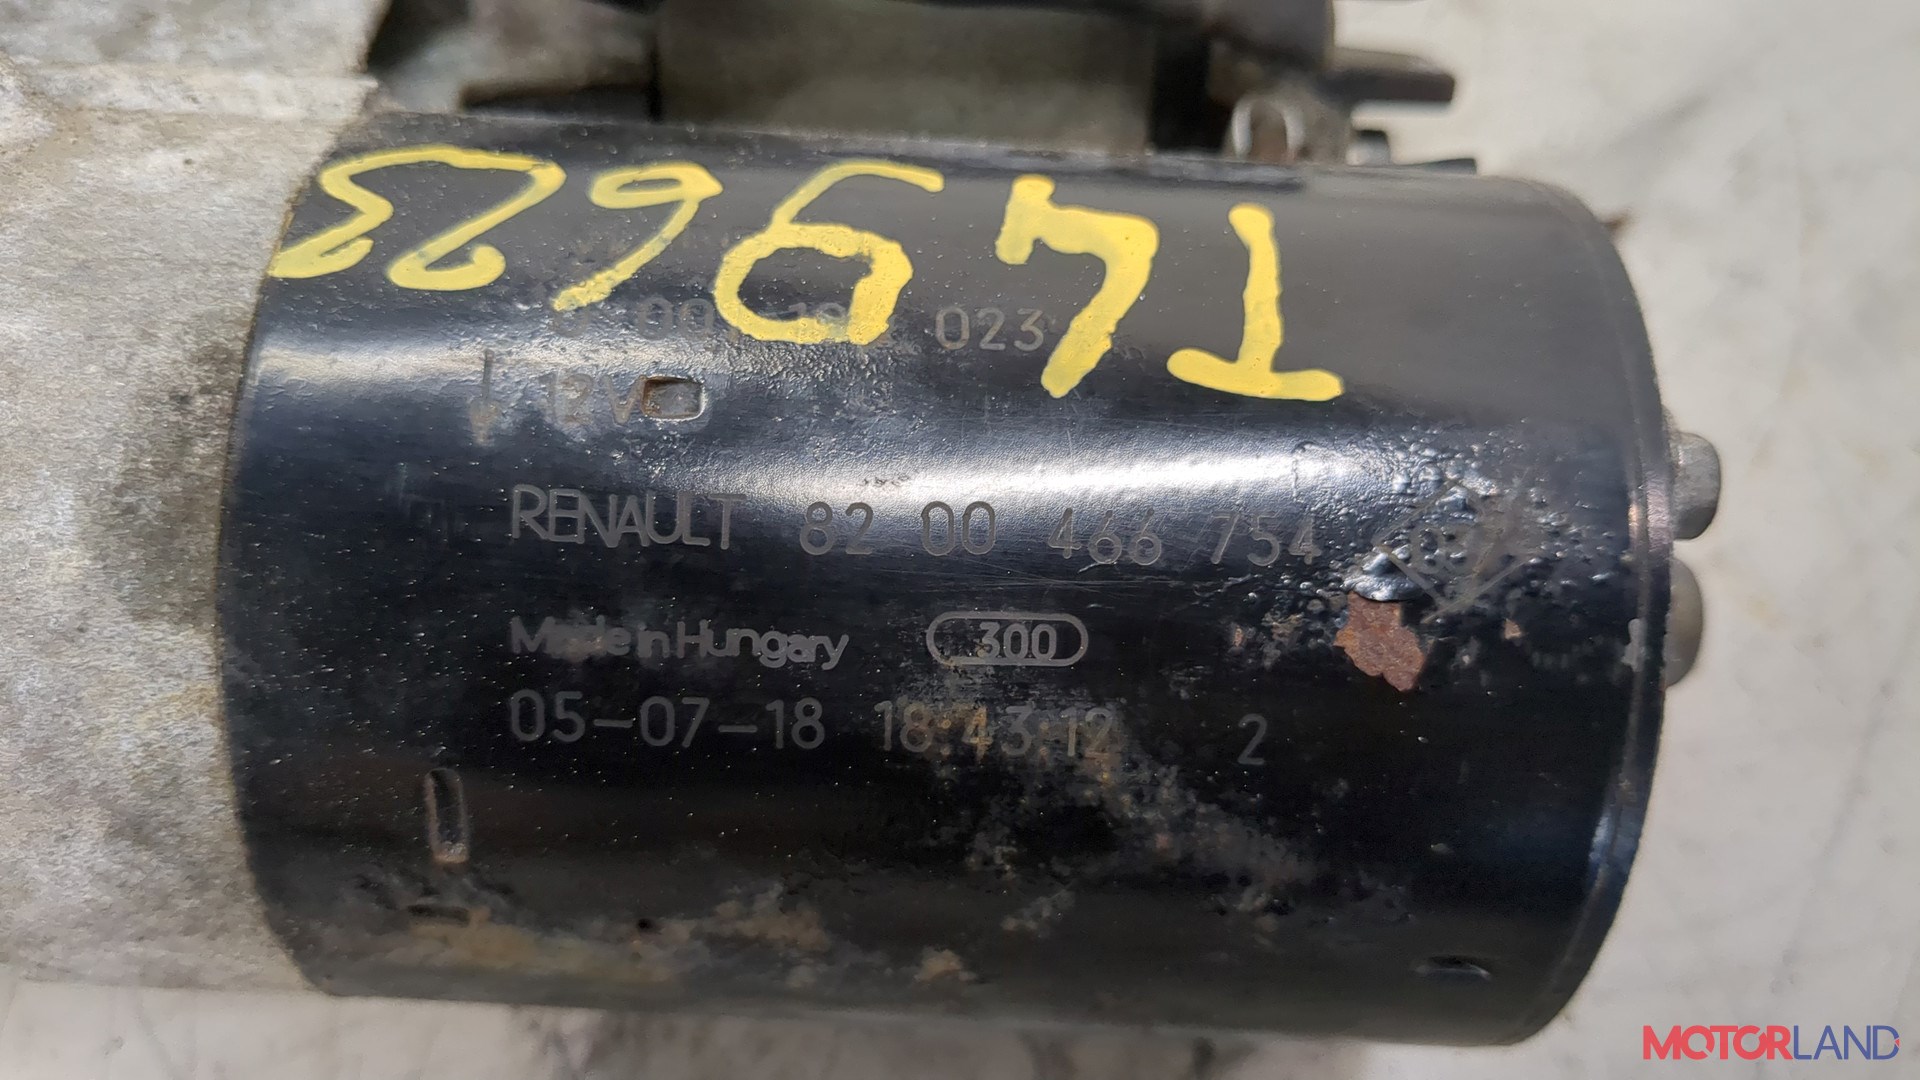 T49623
023
12V
RENAULT 82 00 466 754
Made in Hungary 300
05-07-18 18:43:12 2
MOTORLAND